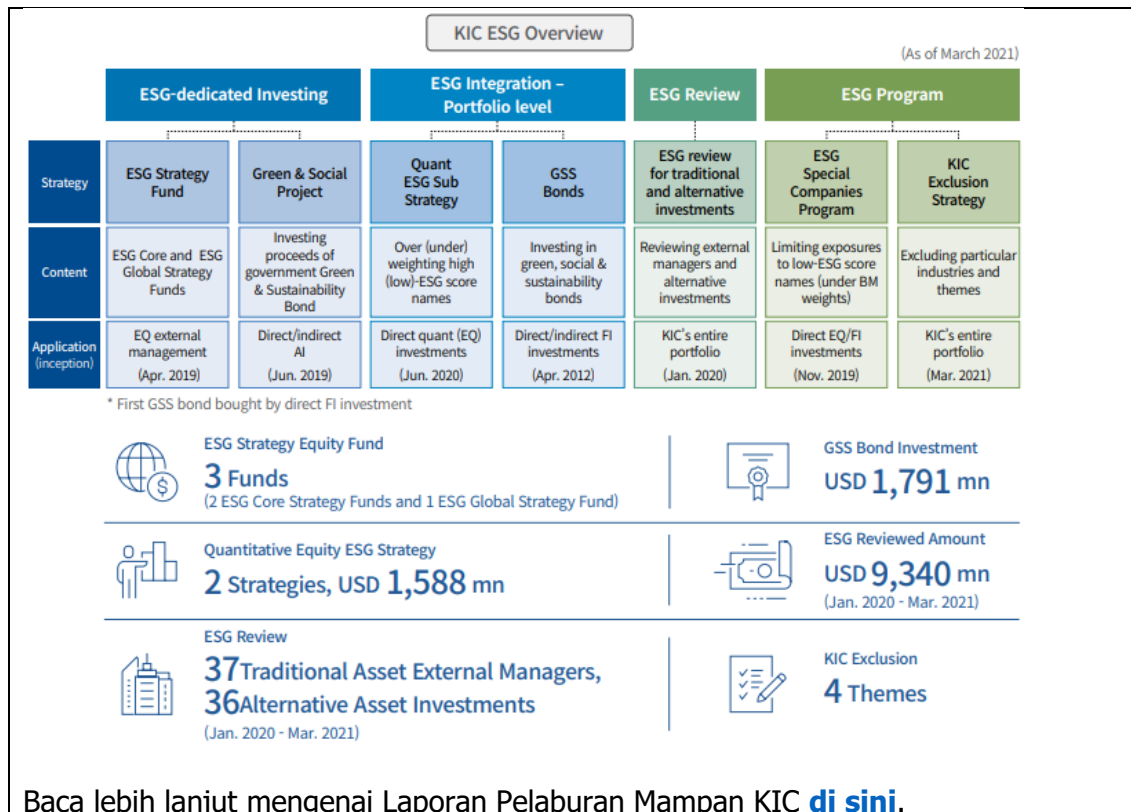 KIC ESG Overview
(As of March 2021)
ESG-dedicated Investing
ESG Integration –
Portfolio level
ESG Review
ESG Program
Strategy
ESG Strategy
Fund
Green & Social
Project
Quant
ESG Sub
Strategy
GSS
Bonds
ESG review
for traditional
and alternative
investments
ESG
Special
Companies
Program
KIC
Exclusion
Strategy
Content
ESG Core and ESG
Global Strategy
Funds
Investing
proceeds of
government Green
& Sustainability
Bond
Over (under)
weighting high
(low)-ESG score
names
Investing in
green, social &
sustainability
bonds
Reviewing external
managers and
alternative
investments
Limiting exposures
to low-ESG score
names (under BM
weights)
Excluding particular
industries and
themes
Application
(inception)
EQ external
management
(Apr. 2019)
Direct/indirect
AI
(Jun. 2019)
Direct quant (EQ)
investments
(Jun. 2020)
Direct/indirect FI
investments
(Apr. 2012)
KIC's entire
portfolio
(Jan. 2020)
Direct EQ/FI
investments
(Nov. 2019)
KIC's entire
portfolio
(Mar. 2021)
* First GSS bond bought by direct FI investment
ESG Strategy Equity Fund
3 Funds
(2 ESG Core Strategy Funds and 1 ESG Global Strategy Fund)
GSS Bond Investment
USD 1,791 mn
Quantitative Equity ESG Strategy
2 Strategies, USD 1,588 mn
ESG Reviewed Amount
USD 9,340 mn
(Jan. 2020 - Mar. 2021)
ESG Review
37 Traditional Asset External Managers,
36 Alternative Asset Investments
(Jan. 2020 - Mar. 2021)
KIC Exclusion
4 Themes
Baca lebih lanjut mengenai Laporan Pelaburan Mampan KIC di sini.